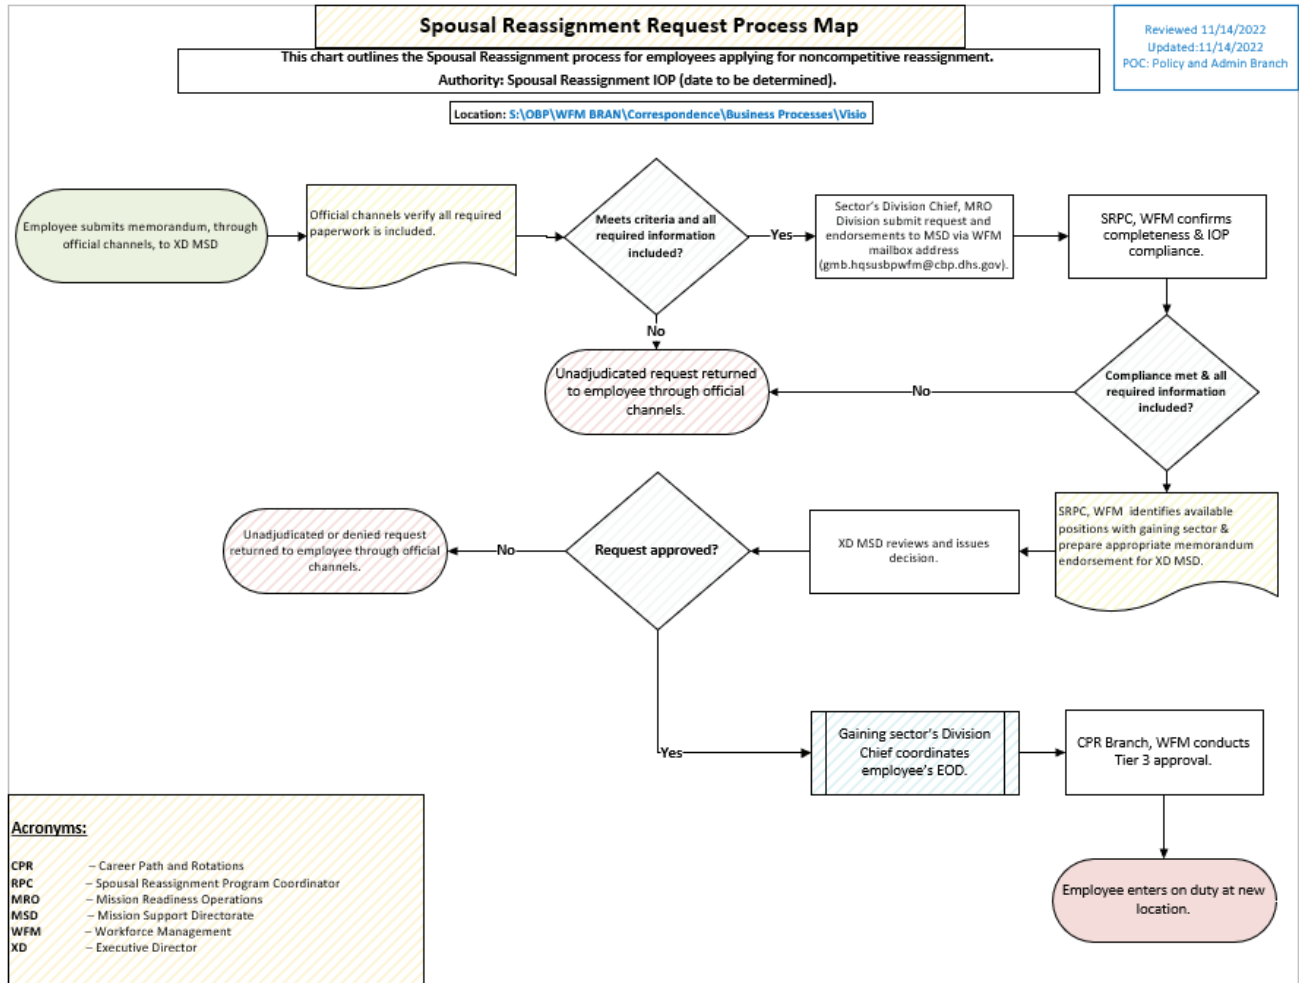 Spousal Reassignment Request Process Map
This chart outlines the Spousal Reassignment process for employees applying for noncompetitive reassignment.
Authority: Spousal Reassignment IOP (date to be determined).
Reviewed 11/14/2022
Updated:11/14/2022
POC: Policy and Admin Branch
Location: S:\OBP\WFM BRAN\Correspondence\Business Processes\Visio
Employee submits memorandum, through
official channels, to XD MSD
Official channels verify all required
paperwork is included.
Meets criteria and all
required information
included?
Yes
Sector's Division Chief, MRO
Division submit request and
endorsements to MSD via WFM
mailbox address
(gmb.hqsusbpwfm@cbp.dhs.gov).
SRPC, WFM confirms
completeness & IOP
compliance.
No
Unadjudicated request returned
to employee through official
channels.
No
Compliance met & all
required information
included?
Unadjudicated or denied request
returned to employee through official
channels.
No
Request approved?
XD MSD reviews and issues
decision.
SRPC, WFM identifies available
positions with gaining sector &
prepare appropriate memorandum
endorsement for XD MSD.
Yes
Gaining sector's Division
Chief coordinates
employee's EOD.
CPR Branch, WFM conducts
Tier 3 approval.
Employee enters on duty at new
location.
Acronyms:
CPR – Career Path and Rotations
RPC – Spousal Reassignment Program Coordinator
MRO – Mission Readiness Operations
MSD – Mission Support Directorate
WFM – Workforce Management
XD – Executive Director